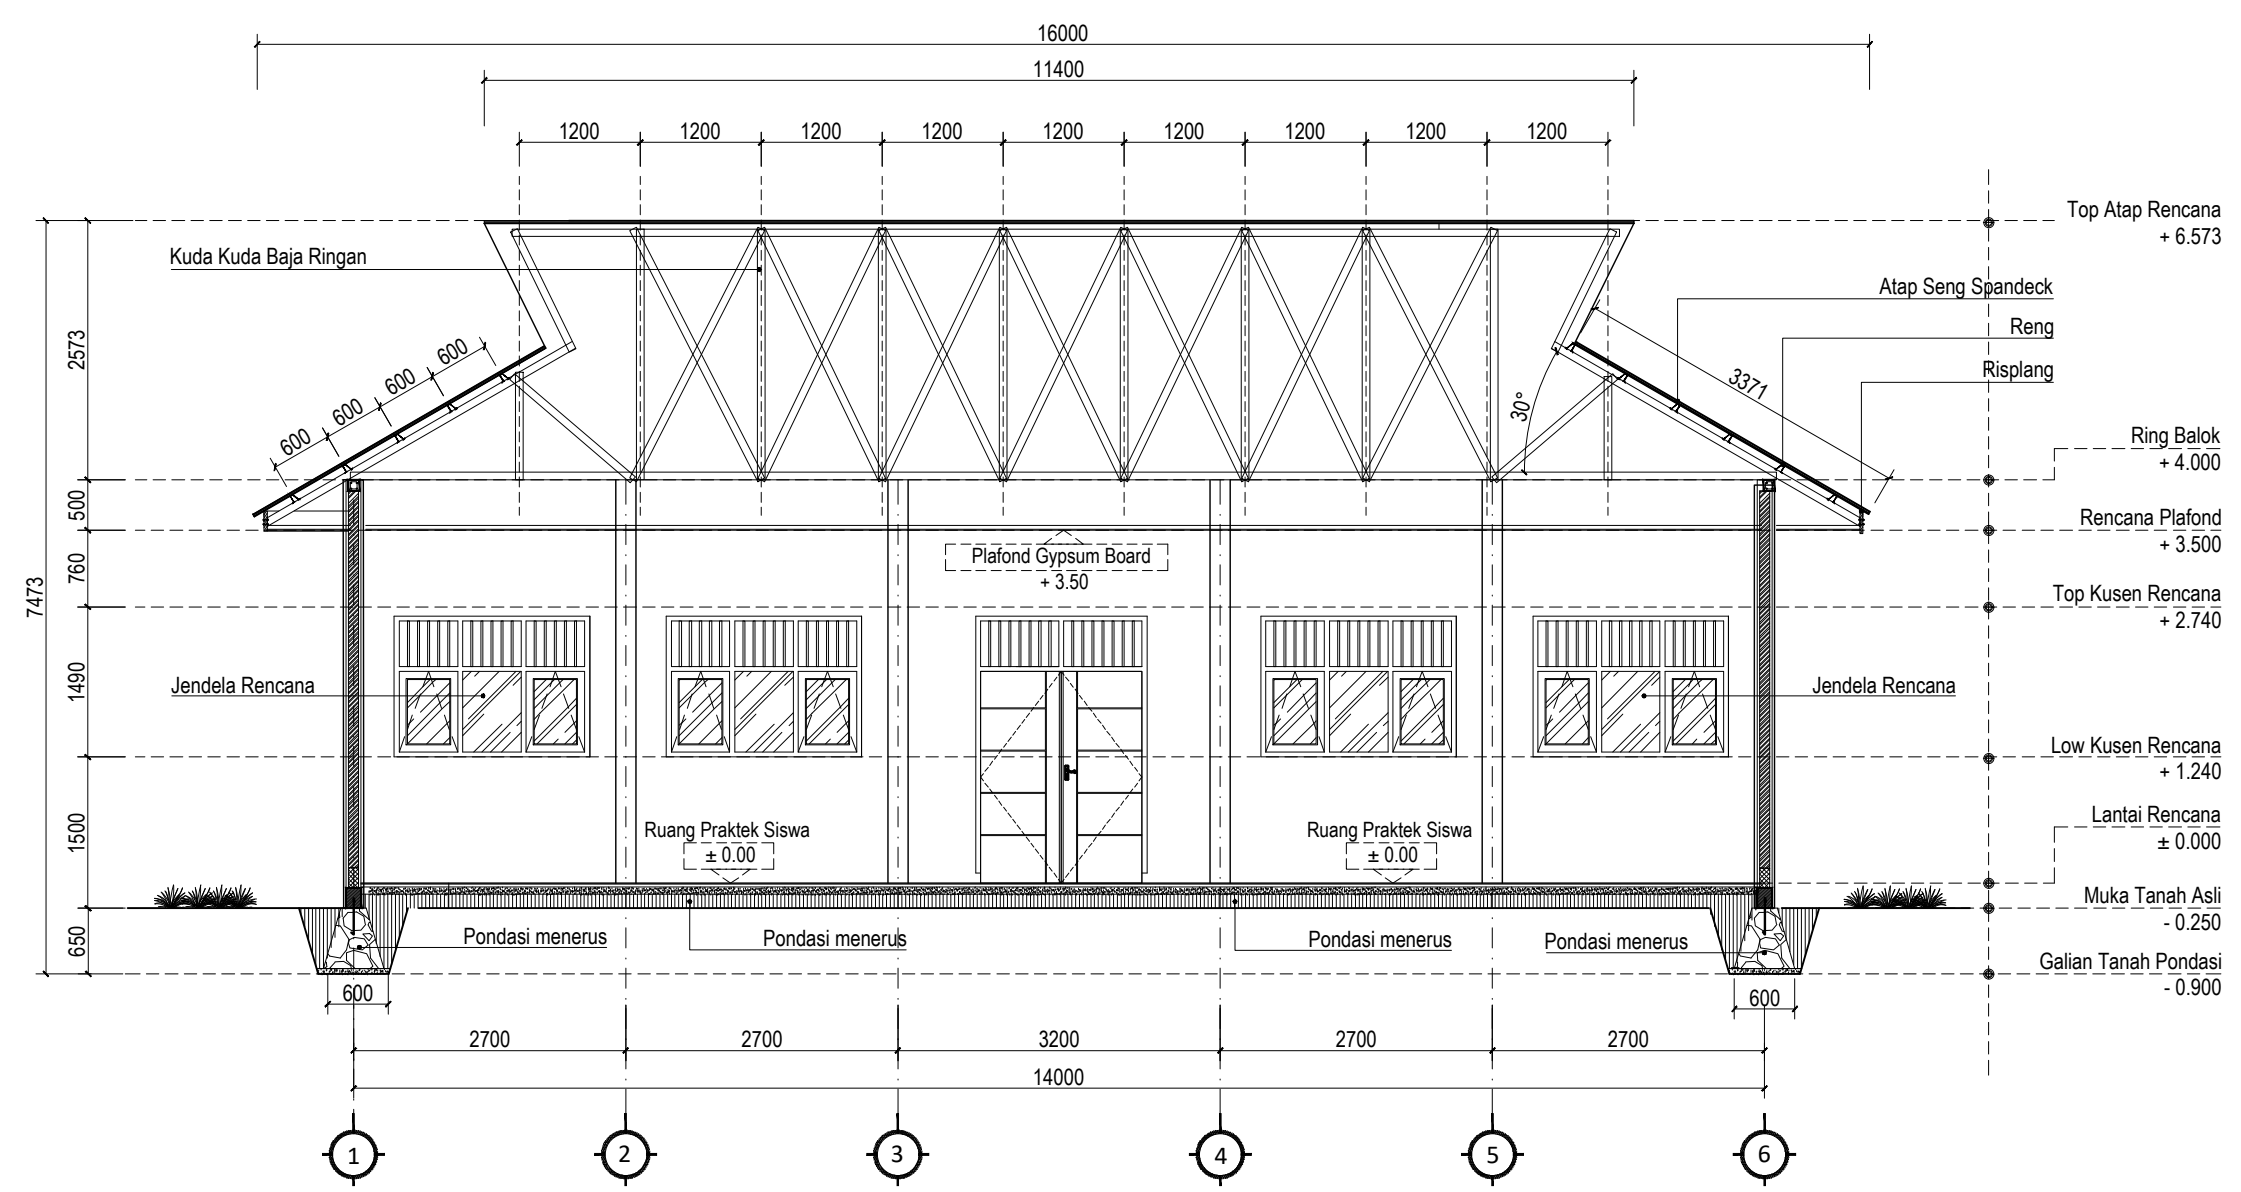 16000
11400
1200 1200 1200 1200 1200 1200 1200 1200 1200
Top Atap Rencana
+ 6.573
Kuda Kuda Baja Ringan
Atap Seng Spandeck
Reng
Risplang
2573
600 600 600 600
3371
30°
Ring Balok
+ 4.000
500
Rencana Plafond
+ 3.500
Plafond Gypsum Board
+ 3.50
760
7473
Top Kusen Rencana
+ 2.740
1490
Jendela Rencana
Jendela Rencana
Low Kusen Rencana
+ 1.240
1500
Ruang Praktek Siswa
± 0.00
Ruang Praktek Siswa
± 0.00
Lantai Rencana
± 0.000
Muka Tanah Asli
- 0.250
650
Pondasi menerus
Pondasi menerus
Pondasi menerus
Pondasi menerus
Galian Tanah Pondasi
- 0.900
600
600
2700 2700 3200 2700 2700
14000
1 2 3 4 5 6